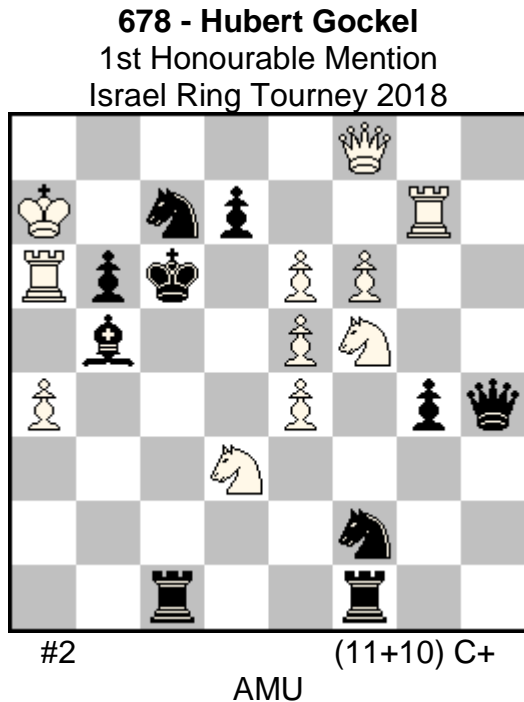 678 - Hubert Gockel
1st Honourable Mention
Israel Ring Tourney 2018
#2 (11+10) C+
AMU